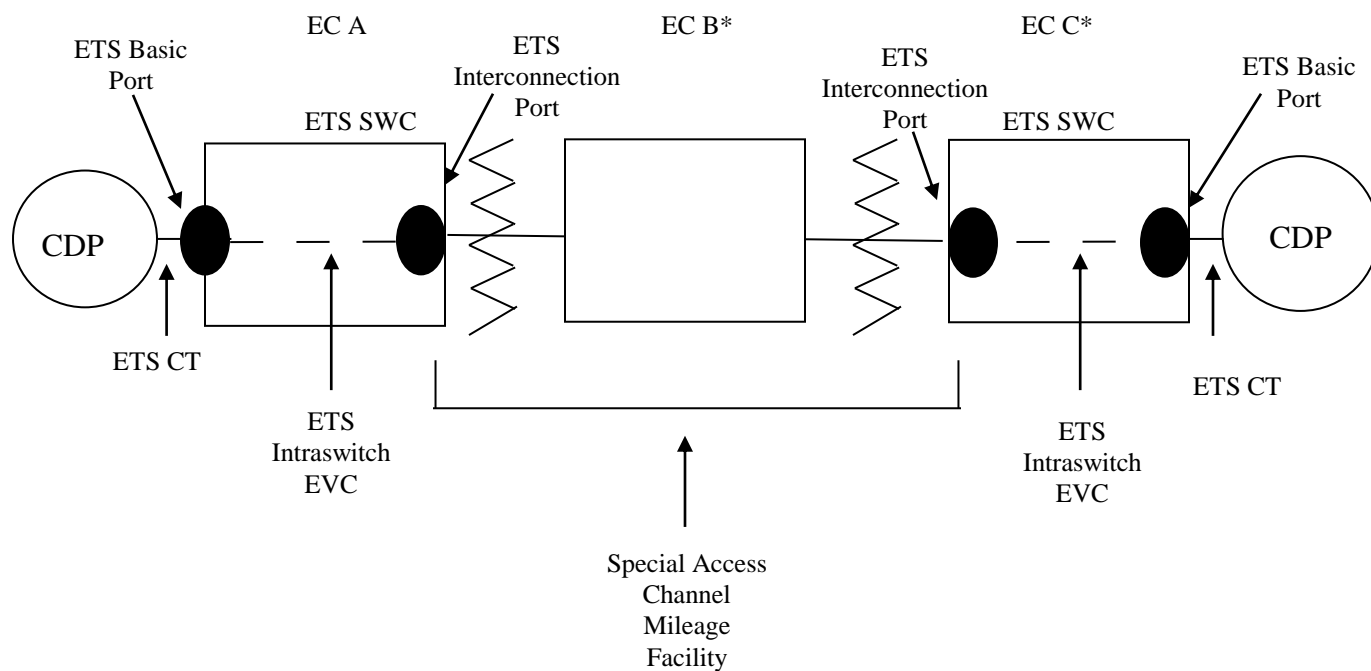 EC A
EC B*
EC C*
ETS Basic
Port
ETS
Interconnection
Port
ETS
Interconnection
Port
ETS Basic
Port
ETS SWC
ETS SWC
CDP
CDP
ETS CT
ETS CT
ETS
Intraswitch
EVC
ETS
Intraswitch
EVC
Special Access
Channel
Mileage
Facility